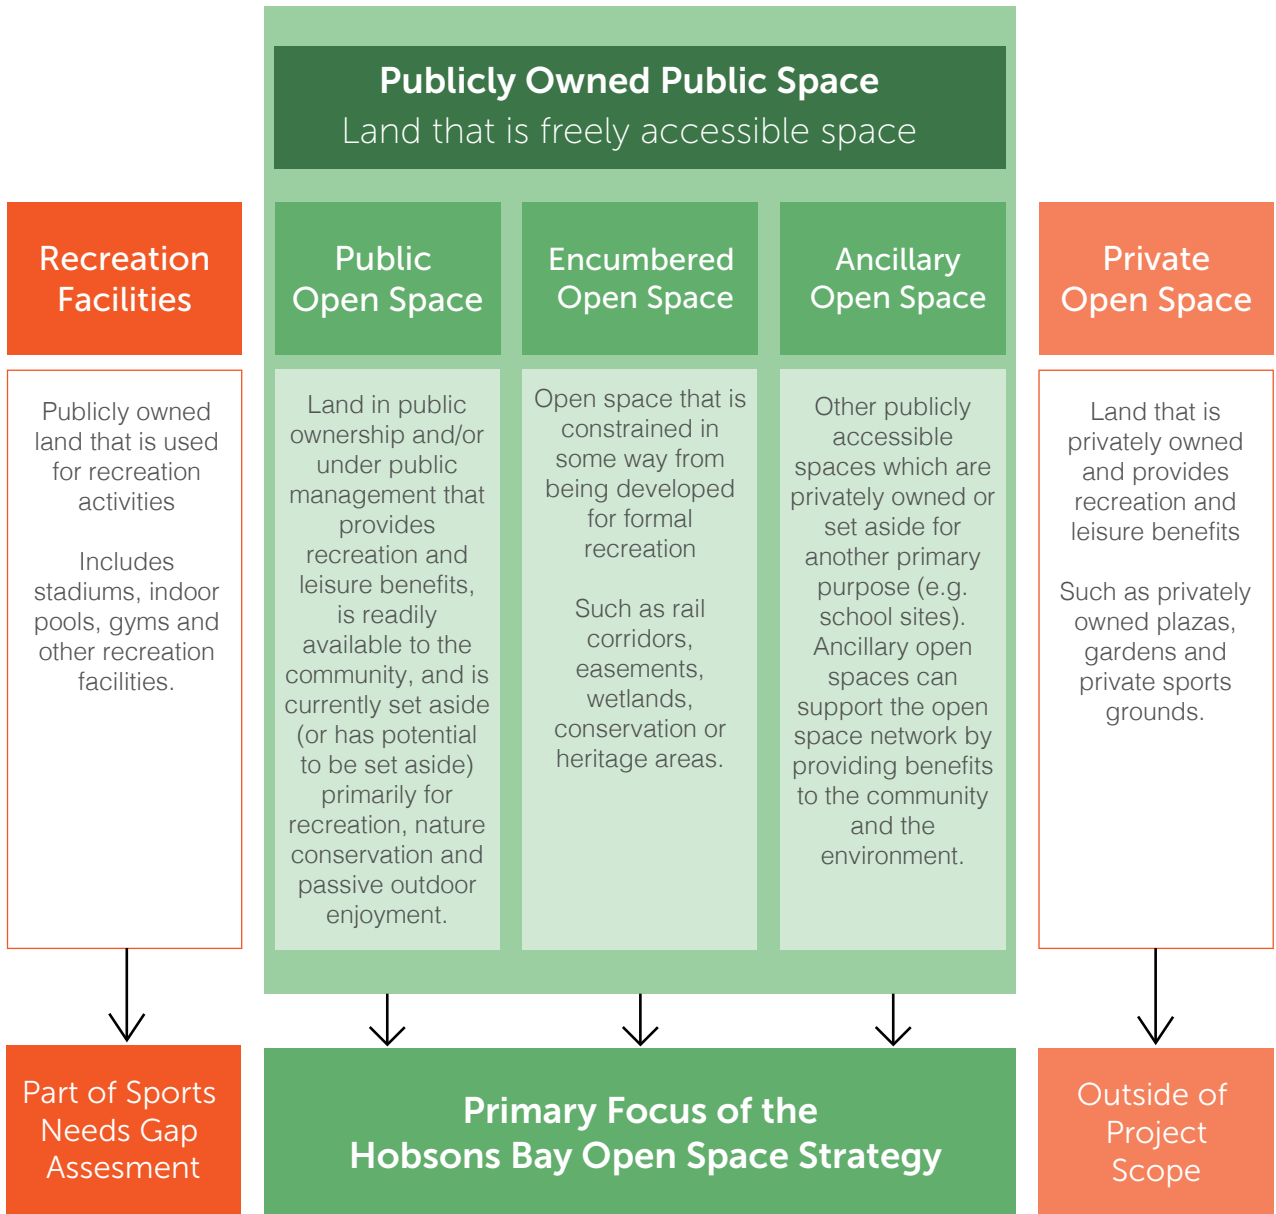 Publicly Owned Public Space
Land that is freely accessible space
Recreation
Facilities
Publicly owned
land that is used
for recreation
activities
Includes
stadiums, indoor
pools, gyms and
other recreation
facilities.
Part of Sports
Needs Gap
Assesment
Public
Open Space
Land in public
ownership and/or
under public
management that
provides
recreation and
leisure benefits,
is readily
available to the
community, and is
currently set aside
(or has potential
to be set aside)
primarily for
recreation, nature
conservation and
passive outdoor
enjoyment.
Encumbered
Open Space
Open space that is
constrained in
some way from
being developed
for formal
recreation
Such as rail
corridors,
easements,
wetlands,
conservation or
heritage areas.
Ancillary
Open Space
Other publicly
accessible
spaces which are
privately owned or
set aside for
another primary
purpose (e.g.
school sites).
Ancillary open
spaces can
support the open
space network by
providing benefits
to the community
and the
environment.
Primary Focus of the
Hobsons Bay Open Space Strategy
Private
Open Space
Land that is
privately owned
and provides
recreation and
leisure benefits
Such as privately
owned plazas,
gardens and
private sports
grounds.
Outside of
Project
Scope